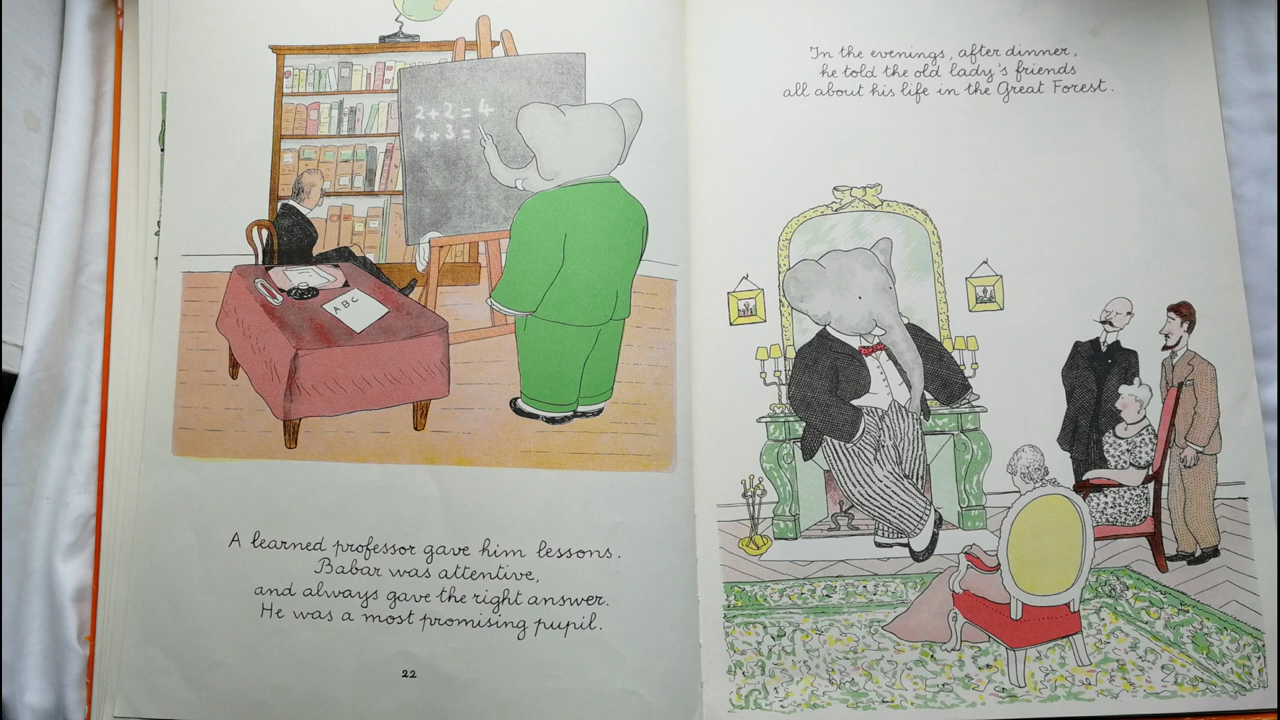 2+2=4
4+3=
A B C
A learned professor gave him lessons.
Babar was attentive,
and always gave the right answer.
He was a most promising pupil.
22
In the evenings, after dinner,
he told the old lady's friends
all about his life in the Great Forest.